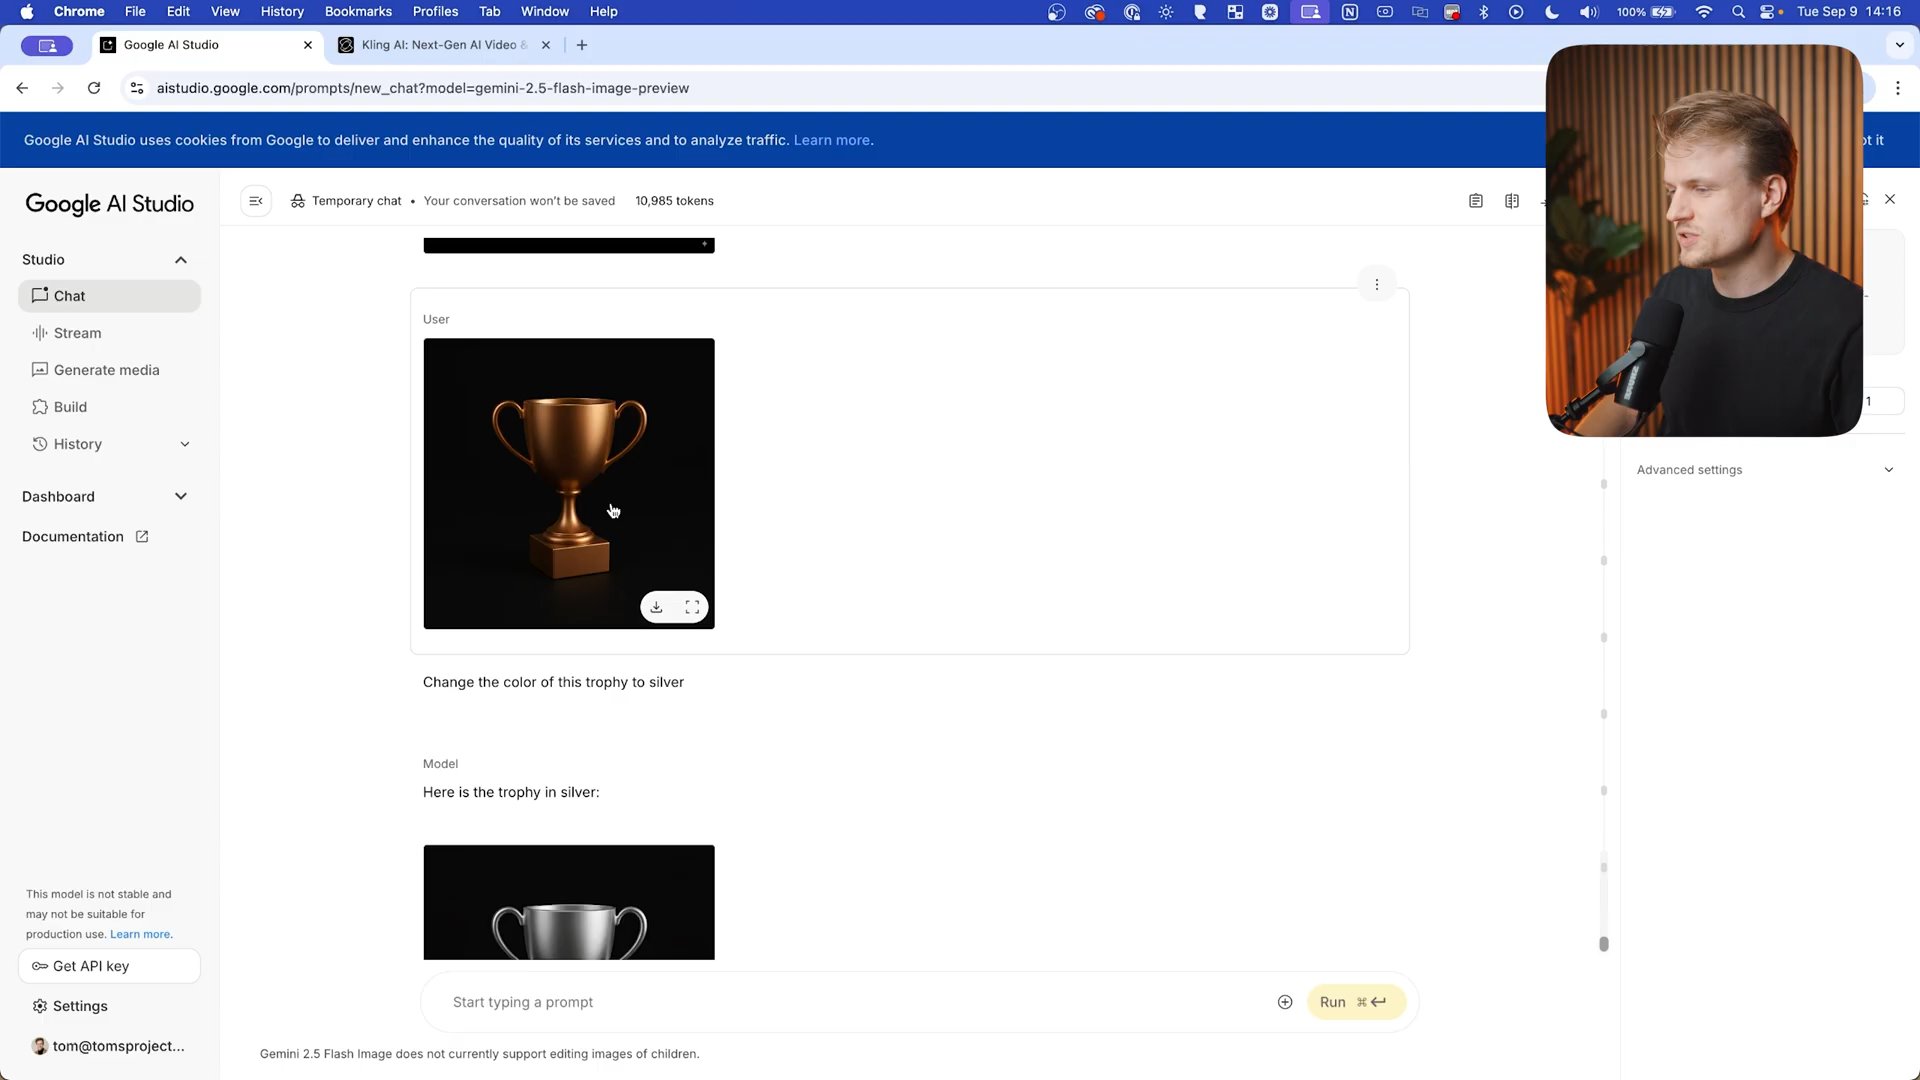 Chrome File Edit View History Bookmarks Profiles Tab Window Help 100% Tue Sep 9 14:16
Google AI Studio Kling AI: Next-Gen AI Video &
aistudio.google.com/prompts/new_chat?model=gemini-2.5-flash-image-preview
Google AI Studio uses cookies from Google to deliver and enhance the quality of its services and to analyze traffic. Learn more. it
Google AI Studio
Temporary chat • Your conversation won't be saved 10,985 tokens
Studio
Chat
Stream
Generate media
Build
History
Dashboard
Documentation
User
Change the color of this trophy to silver
Model
Here is the trophy in silver:
1
Advanced settings
This model is not stable and
may not be suitable for
production use. Learn more.
Get API key
Settings
tom@tomsproject...
Start typing a prompt
Run ⌘
Gemini 2.5 Flash Image does not currently support editing images of children.
SHURE